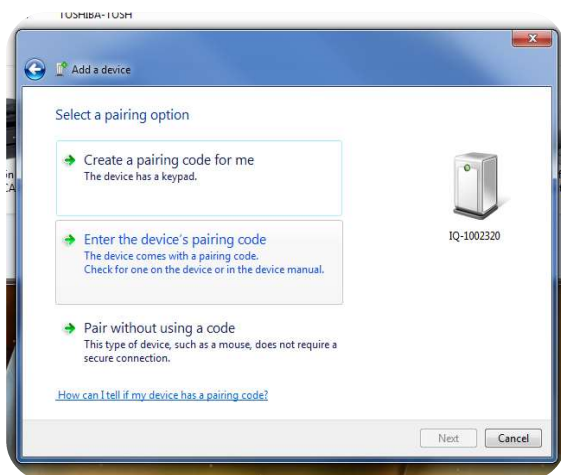 TOSHIBA-TOSH
Add a device
Select a pairing option
Create a pairing code for me
The device has a keypad.
Enter the device's pairing code
The device comes with a pairing code.
Check for one on the device or in the device manual.
IQ-1002320
Pair without using a code
This type of device, such as a mouse, does not require a
secure connection.
How can I tell if my device has a pairing code?
Next
Cancel